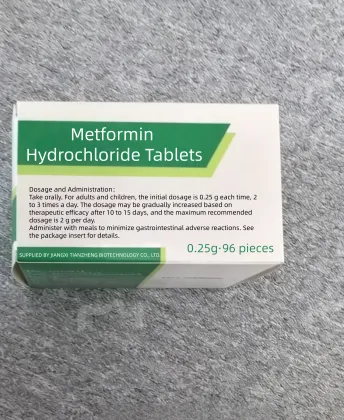 Metformin
Hydrochloride Tablets
Dosage and Administration:
Take orally. For adults and children, the initial dosage is 0.25 g each time, 2
to 3 times a day. The dosage may be gradually increased based on
therapeutic efficacy after 10 to 15 days, and the maximum recommended
dosage is 2 g per day.
Administer with meals to minimize gastrointestinal adverse reactions. See
the package insert for details.
0.25g·96 pieces
SUPPLIED BY JIANGXI TIANZHENG BIOTECHNOLOGY CO., LTD.